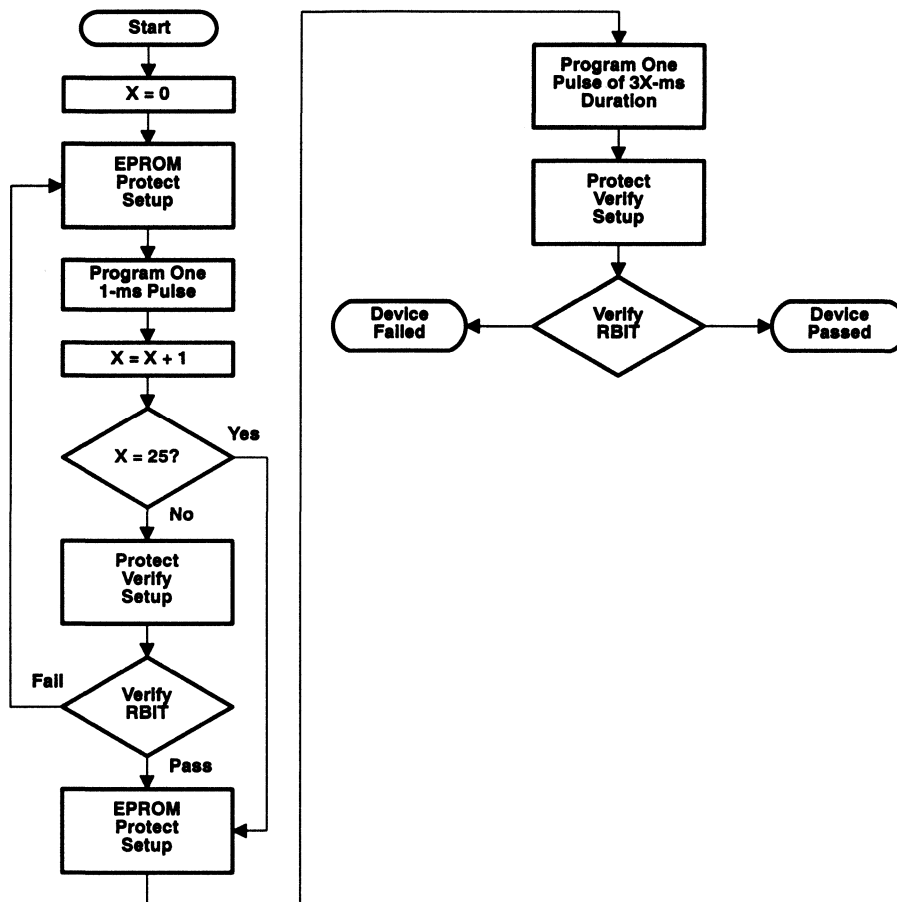 Start
X = 0
EPROM
Protect
Setup
Program One
1-ms Pulse
X = X + 1
X = 25?
Yes
No
Protect
Verify
Setup
Fail
Verify
RBIT
Pass
EPROM
Protect
Setup
Program One
Pulse of 3X-ms
Duration
Protect
Verify
Setup
Verify
RBIT
Device
Failed
Device
Passed